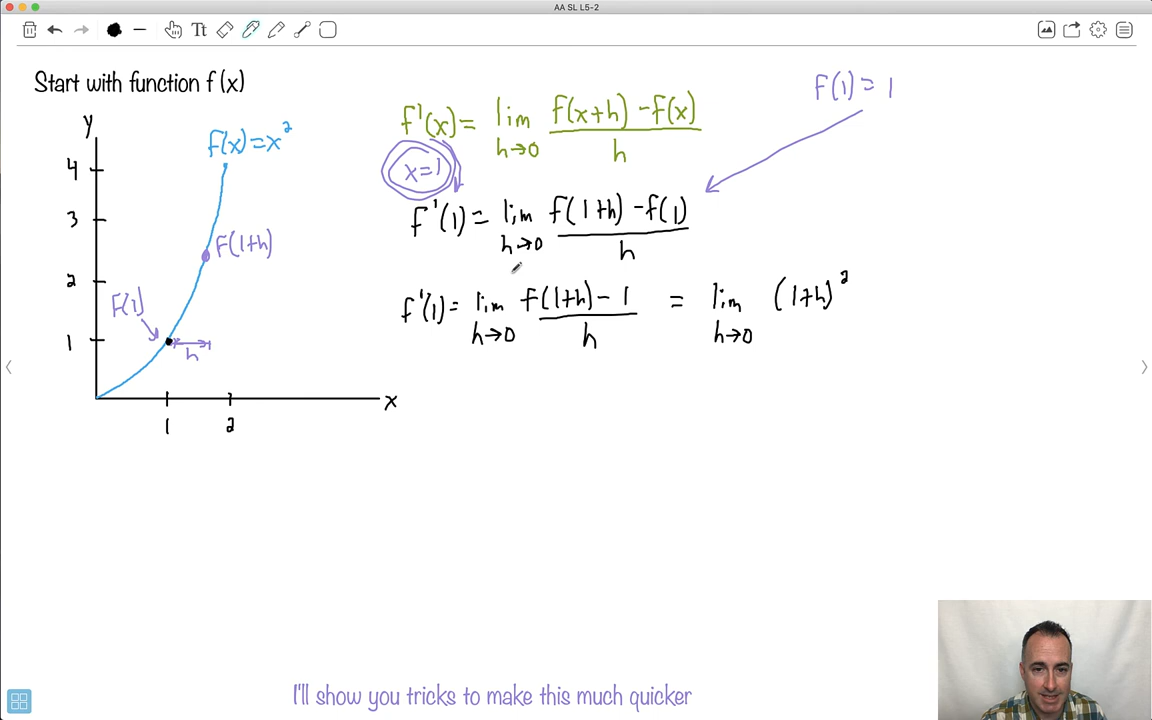 AA SL L5-2
Tt
Start with function f(x)
F(1) = 1
y
f(x)=x²
f'(x)= lim h→0 f(x+h) - f(x) / h
x=1
4
3
2
1
F(1+h)
F(1)
h
f'(1) = lim h→0 f(1+h) - f(1) / h
f'(1) = lim h→0 f(1+h) - 1 / h = lim h→0 (1+h)²
x
1 2
I'll show you tricks to make this much quicker